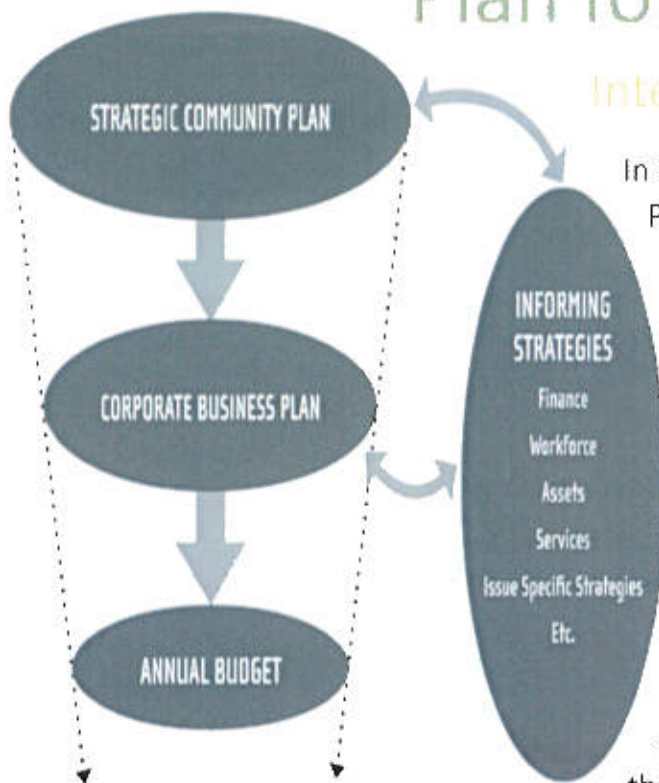 Plan
STRATEGIC COMMUNITY PLAN
In
INFORMING
STRATEGIES
Finance
Workforce
Assets
Services
Issue Specific Strategies
Etc.
CORPORATE BUSINESS PLAN
ANNUAL BUDGET